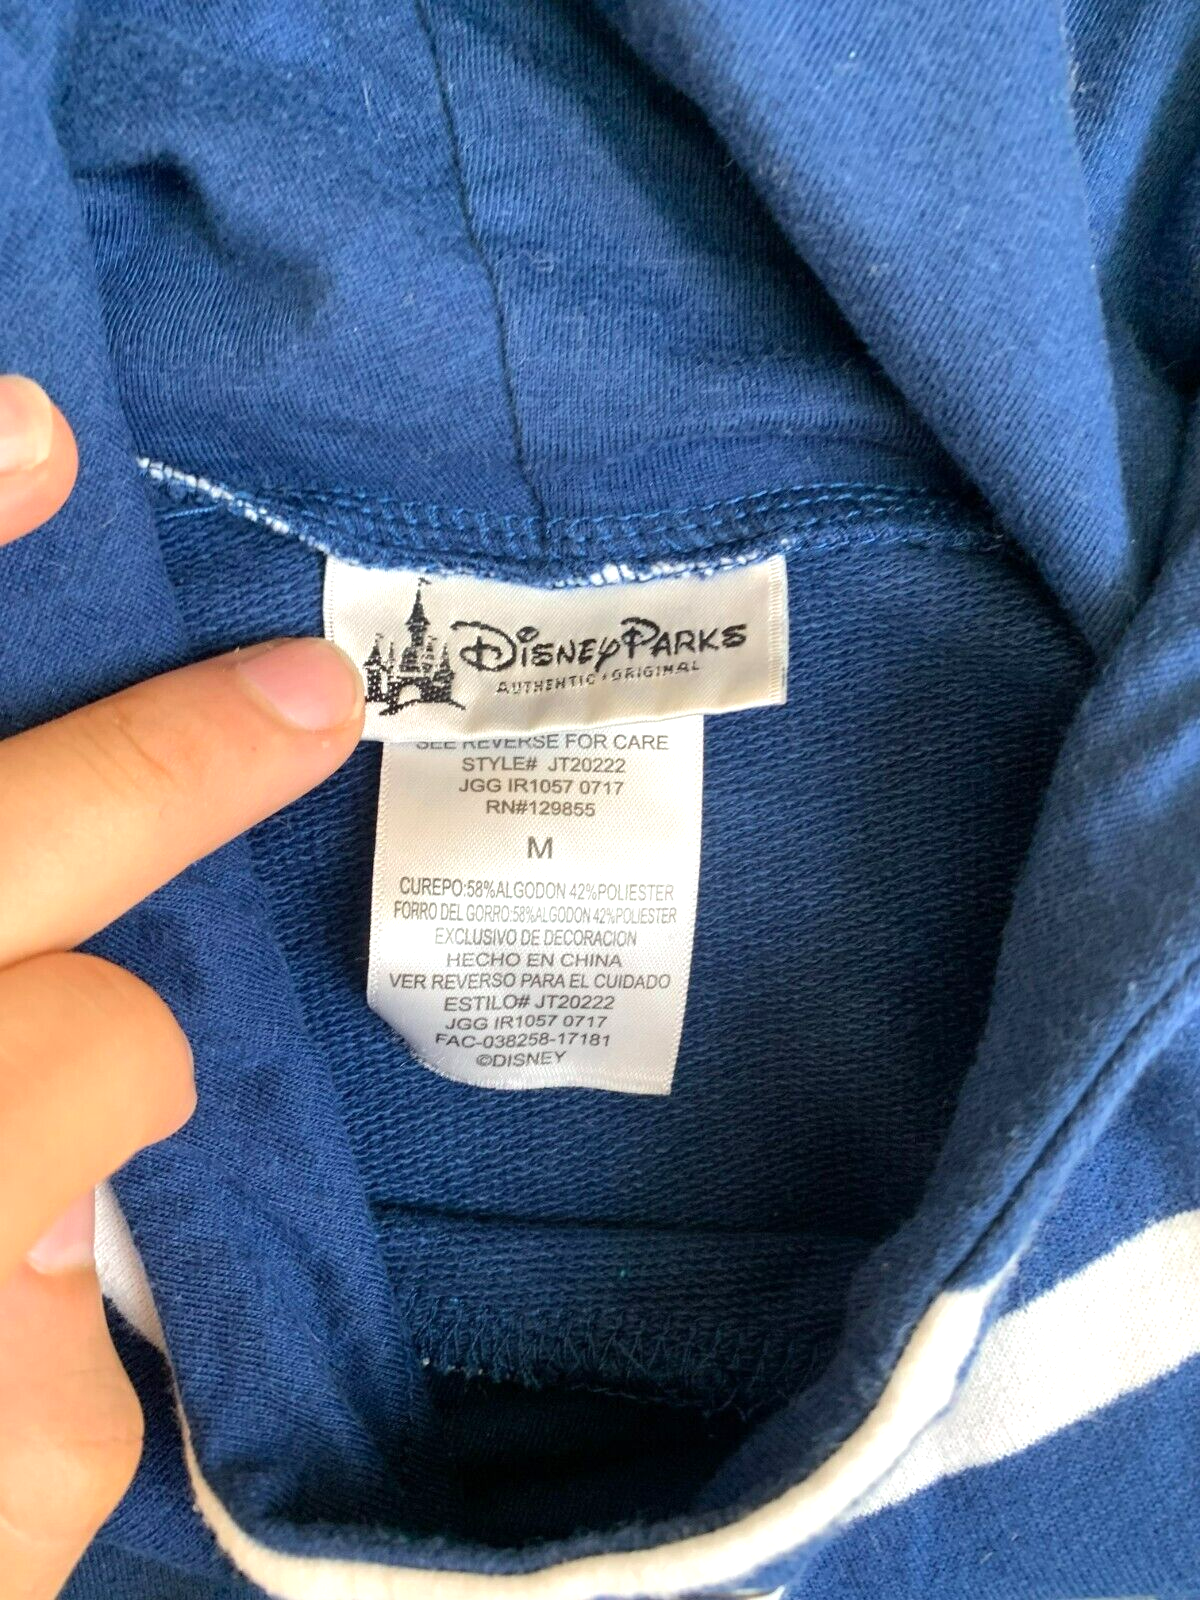 DISNEY PARKS
AUTHENTIC • ORIGINAL
SEE REVERSE FOR CARE
STYLE# JT20222
JGG IR1057 0717
RN#129855
M
CUREPO:58%ALGODON 42%POLIESTER
FORRO DEL GORRO:58%ALGODON 42%POLIESTER
EXCLUSIVO DE DECORACION
HECHO EN CHINA
VER REVERSO PARA EL CUIDADO
ESTILO# JT20222
JGG IR1057 0717
FAC-038258-17181
©DISNEY